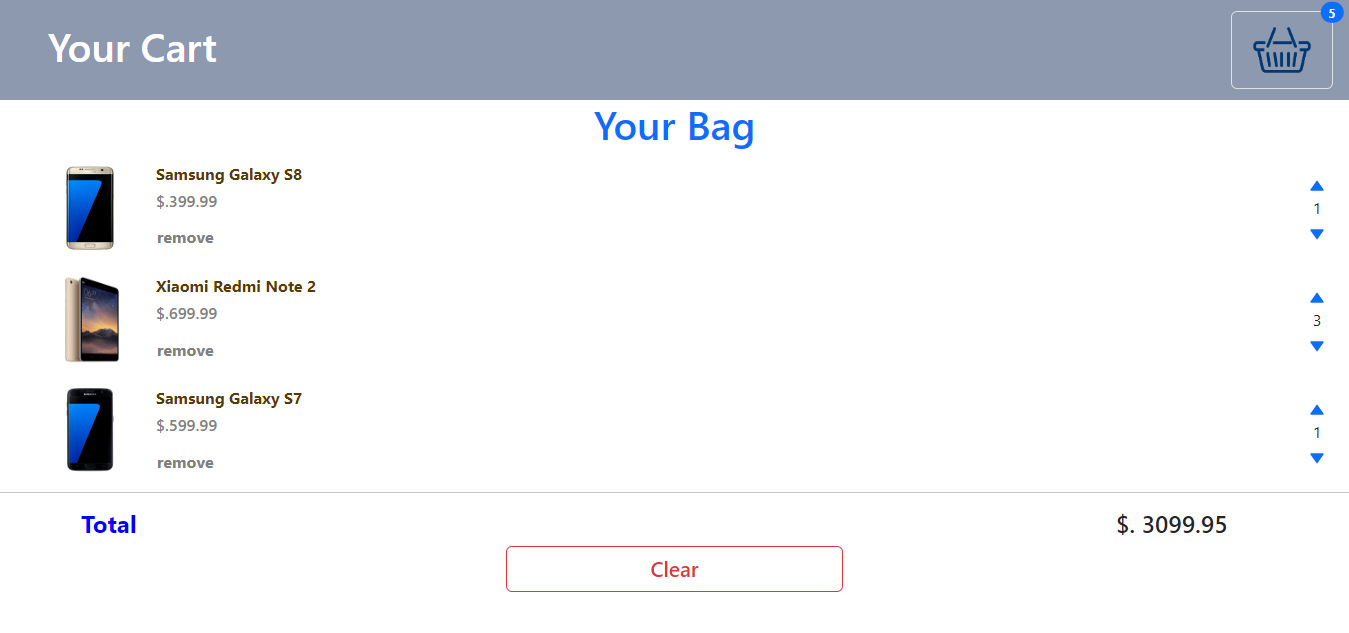 Your Cart
5
Your Bag
Samsung Galaxy S8
$.399.99
remove
1
Xiaomi Redmi Note 2
$.699.99
remove
3
Samsung Galaxy S7
$.599.99
remove
1
Total
$. 3099.95
Clear